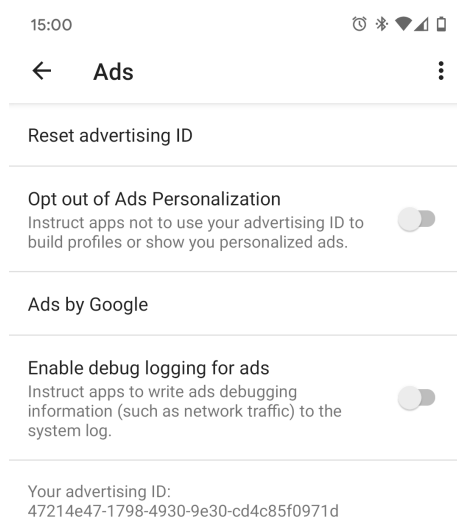 15:00
Ads
Reset advertising ID
Opt out of Ads Personalization
Instruct apps not to use your advertising ID to
build profiles or show you personalized ads.
Ads by Google
Enable debug logging for ads
Instruct apps to write ads debugging
information (such as network traffic) to the
system log.
Your advertising ID:
47214e47-1798-4930-9e30-cd4c85f0971d